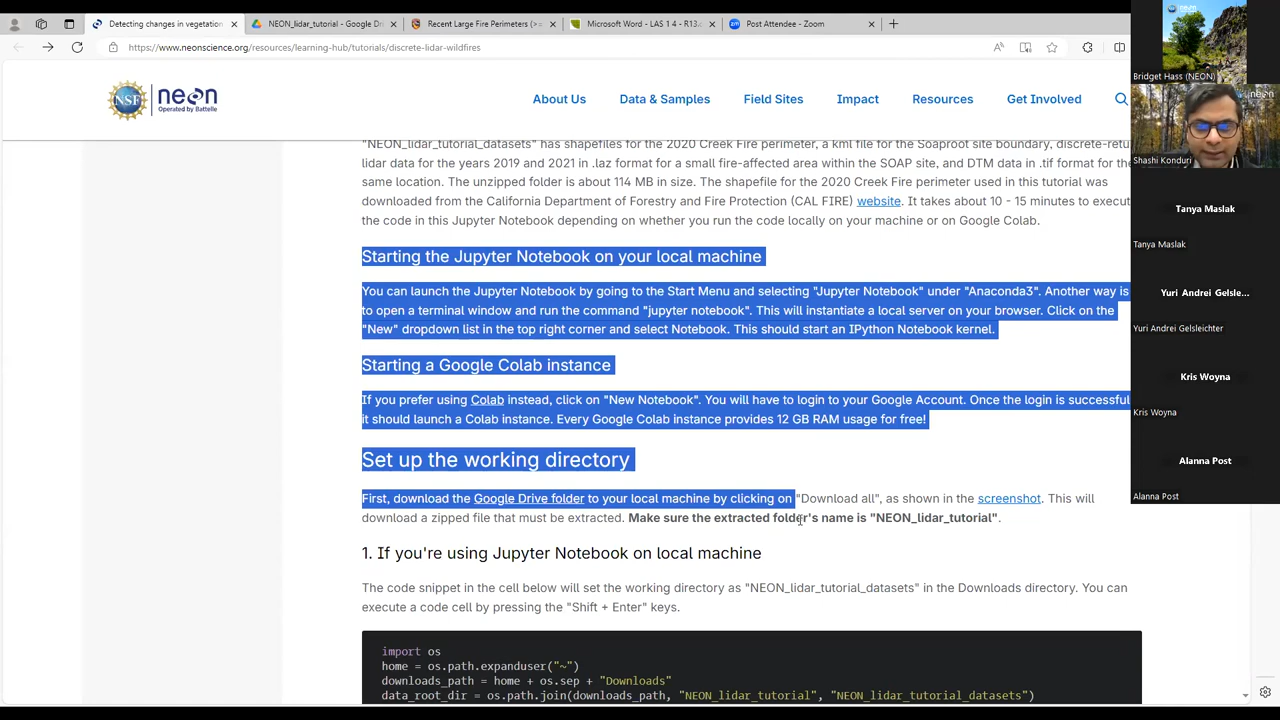 Detecting changes in vegetation
NEON_lidar_tutorial - Google Dri
Recent Large Fire Perimeters (>=
Microsoft Word - LAS 1 4 - R13.
Post Attendee - Zoom
https://www.neonscience.org/resources/learning-hub/tutorials/discrete-lidar-wildfires
NSF
neon
Operated by Battelle
About Us
Data & Samples
Field Sites
Impact
Resources
Get Involved
"NEON_lidar_tutorial_datasets" has shapefiles for the 2020 Creek Fire perimeter, a kml file for the Soaproot site boundary, discrete-retu
lidar data for the years 2019 and 2021 in .laz format for a small fire-affected area within the SOAP site, and DTM data in .tif format for the
same location. The unzipped folder is about 114 MB in size. The shapefile for the 2020 Creek Fire perimeter used in this tutorial was
downloaded from the California Department of Forestry and Fire Protection (CAL FIRE) website. It takes about 10 - 15 minutes to execut
the code in this Jupyter Notebook depending on whether you run the code locally on your machine or on Google Colab.
Starting the Jupyter Notebook on your local machine
You can launch the Jupyter Notebook by going to the Start Menu and selecting "Jupyter Notebook" under "Anaconda3". Another way is
to open a terminal window and run the command "jupyter notebook". This will instantiate a local server on your browser. Click on the
"New" dropdown list in the top right corner and select Notebook. This should start an IPython Notebook kernel.
Starting a Google Colab instance
If you prefer using Colab instead, click on "New Notebook". You will have to login to your Google Account. Once the login is successful
it should launch a Colab instance. Every Google Colab instance provides 12 GB RAM usage for free!
Set up the working directory
First, download the Google Drive folder to your local machine by clicking on "Download all", as shown in the screenshot. This will
download a zipped file that must be extracted. Make sure the extracted folder's name is "NEON_lidar_tutorial".
1. If you're using Jupyter Notebook on local machine
The code snippet in the cell below will set the working directory as "NEON_lidar_tutorial_datasets" in the Downloads directory. You can
execute a code cell by pressing the "Shift + Enter" keys.
import os
home = os.path.expanduser("~")
downloads_path = home + os.sep + "Downloads"
data_root_dir = os.path.join(downloads_path, "NEON_lidar_tutorial", "NEON_lidar_tutorial_datasets")
Bridget Hass (NEON)
neon
Shashi Konduri
Tanya Maslak
Tanya Maslak
Yuri Andrei Gelsle...
Yuri Andrei Gelsleichter
Kris Woyna
Kris Woyna
Alanna Post
Alanna Post